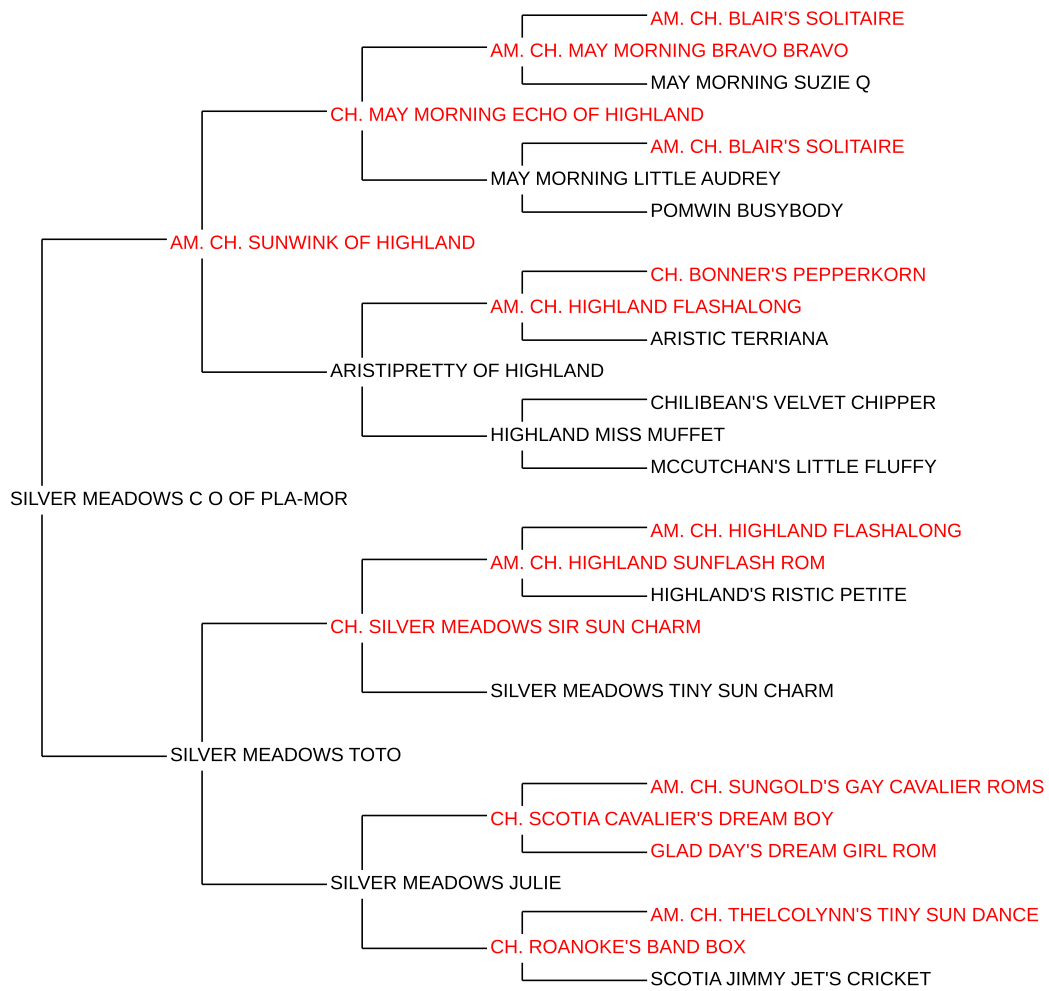 AM. CH. BLAIR'S SOLITAIRE
AM. CH. MAY MORNING BRAVO BRAVO
MAY MORNING SUZIE Q
CH. MAY MORNING ECHO OF HIGHLAND
AM. CH. BLAIR'S SOLITAIRE
MAY MORNING LITTLE AUDREY
POMWIN BUSYBODY
AM. CH. SUNWINK OF HIGHLAND
CH. BONNER'S PEPPERKORN
AM. CH. HIGHLAND FLASHALONG
ARISTIC TERRIANA
ARISTIPRETTY OF HIGHLAND
CHILIBEAN'S VELVET CHIPPER
HIGHLAND MISS MUFFET
MCCUTCHAN'S LITTLE FLUFFY
SILVER MEADOWS C O OF PLA-MOR
AM. CH. HIGHLAND FLASHALONG
AM. CH. HIGHLAND SUNFLASH ROM
HIGHLAND'S RISTIC PETITE
CH. SILVER MEADOWS SIR SUN CHARM
SILVER MEADOWS TINY SUN CHARM
SILVER MEADOWS TOTO
AM. CH. SUNGOLD'S GAY CAVALIER ROMS
CH. SCOTIA CAVALIER'S DREAM BOY
GLAD DAY'S DREAM GIRL ROM
SILVER MEADOWS JULIE
AM. CH. THELCOLYNN'S TINY SUN DANCE
CH. ROANOKE'S BAND BOX
SCOTIA JIMMY JET'S CRICKET